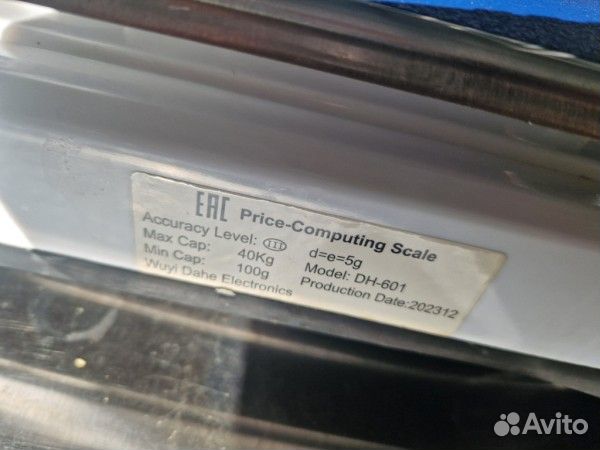 EAC Price-Computing Scale
Accuracy Level: III d=e=5g
Max Cap: 40Kg Model: DH-601
Min Cap: 100g Production Date:202312
Wuyi Dahe Electronics
Avito